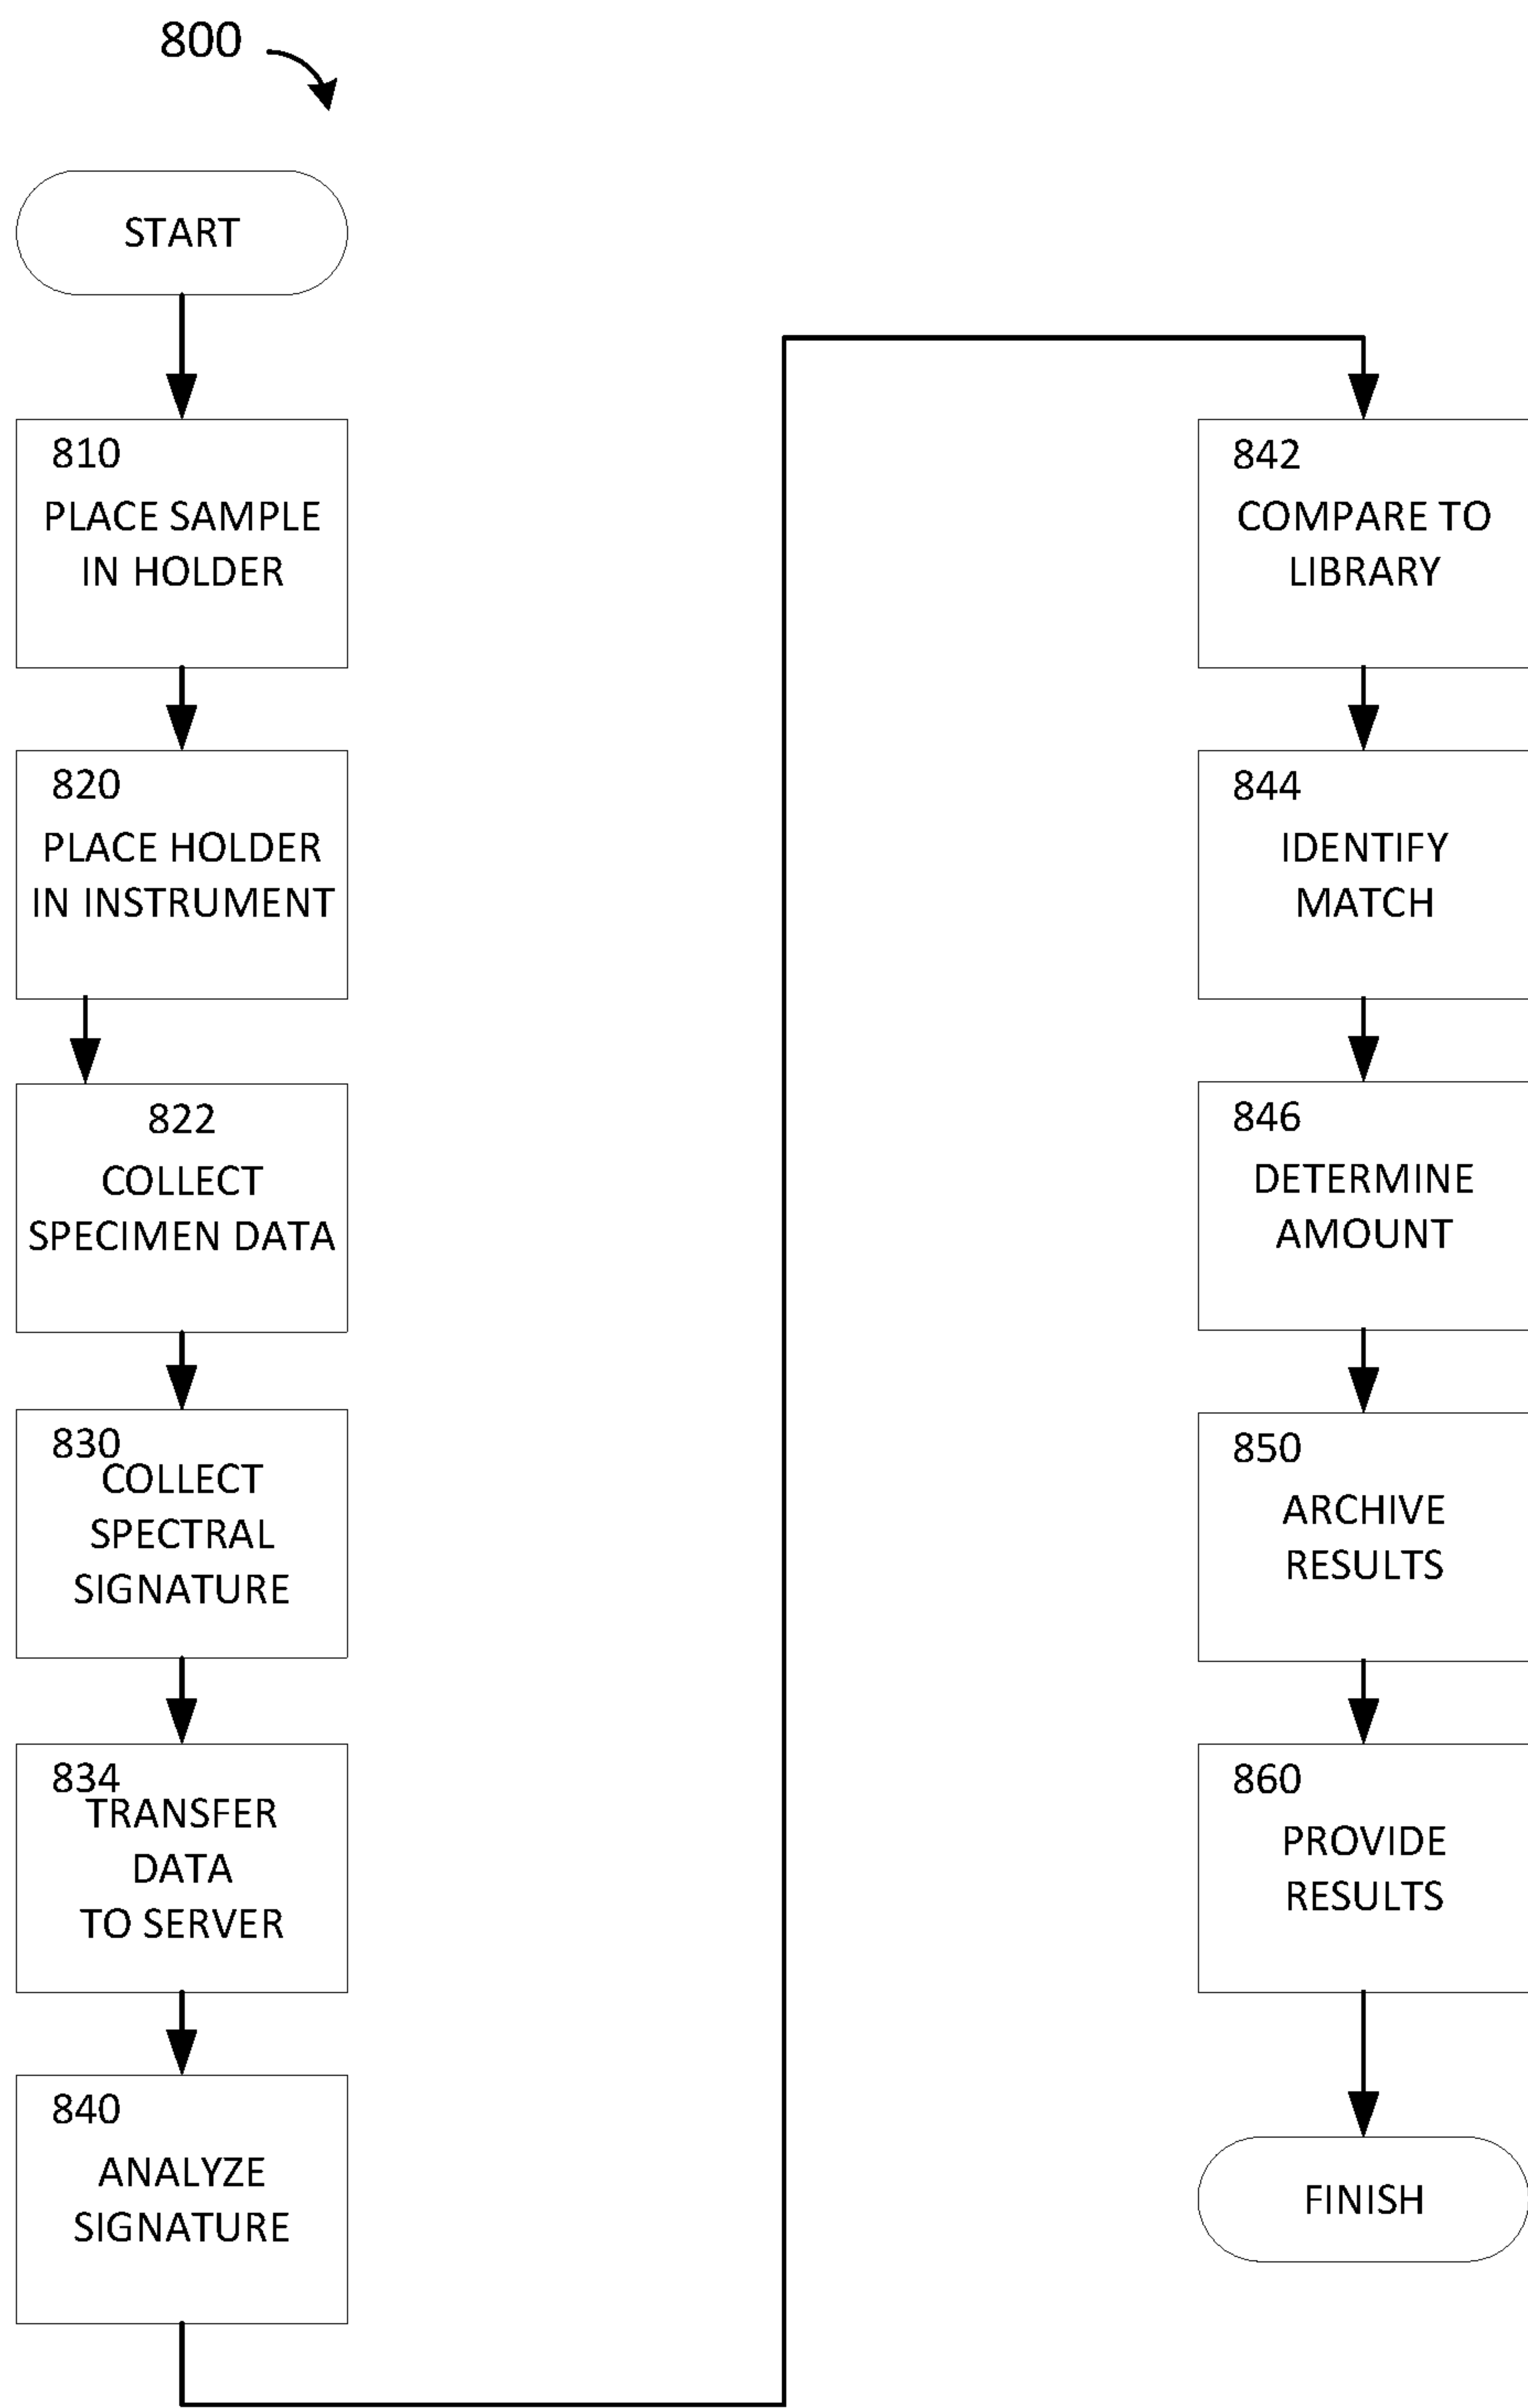 800
START
810
PLACE SAMPLE
IN HOLDER
820
PLACE HOLDER
IN INSTRUMENT
822
COLLECT
SPECIMEN DATA
830
COLLECT
SPECTRAL
SIGNATURE
834
TRANSFER
DATA
TO SERVER
840
ANALYZE
SIGNATURE
842
COMPARE TO
LIBRARY
844
IDENTIFY
MATCH
846
DETERMINE
AMOUNT
850
ARCHIVE
RESULTS
860
PROVIDE
RESULTS
FINISH